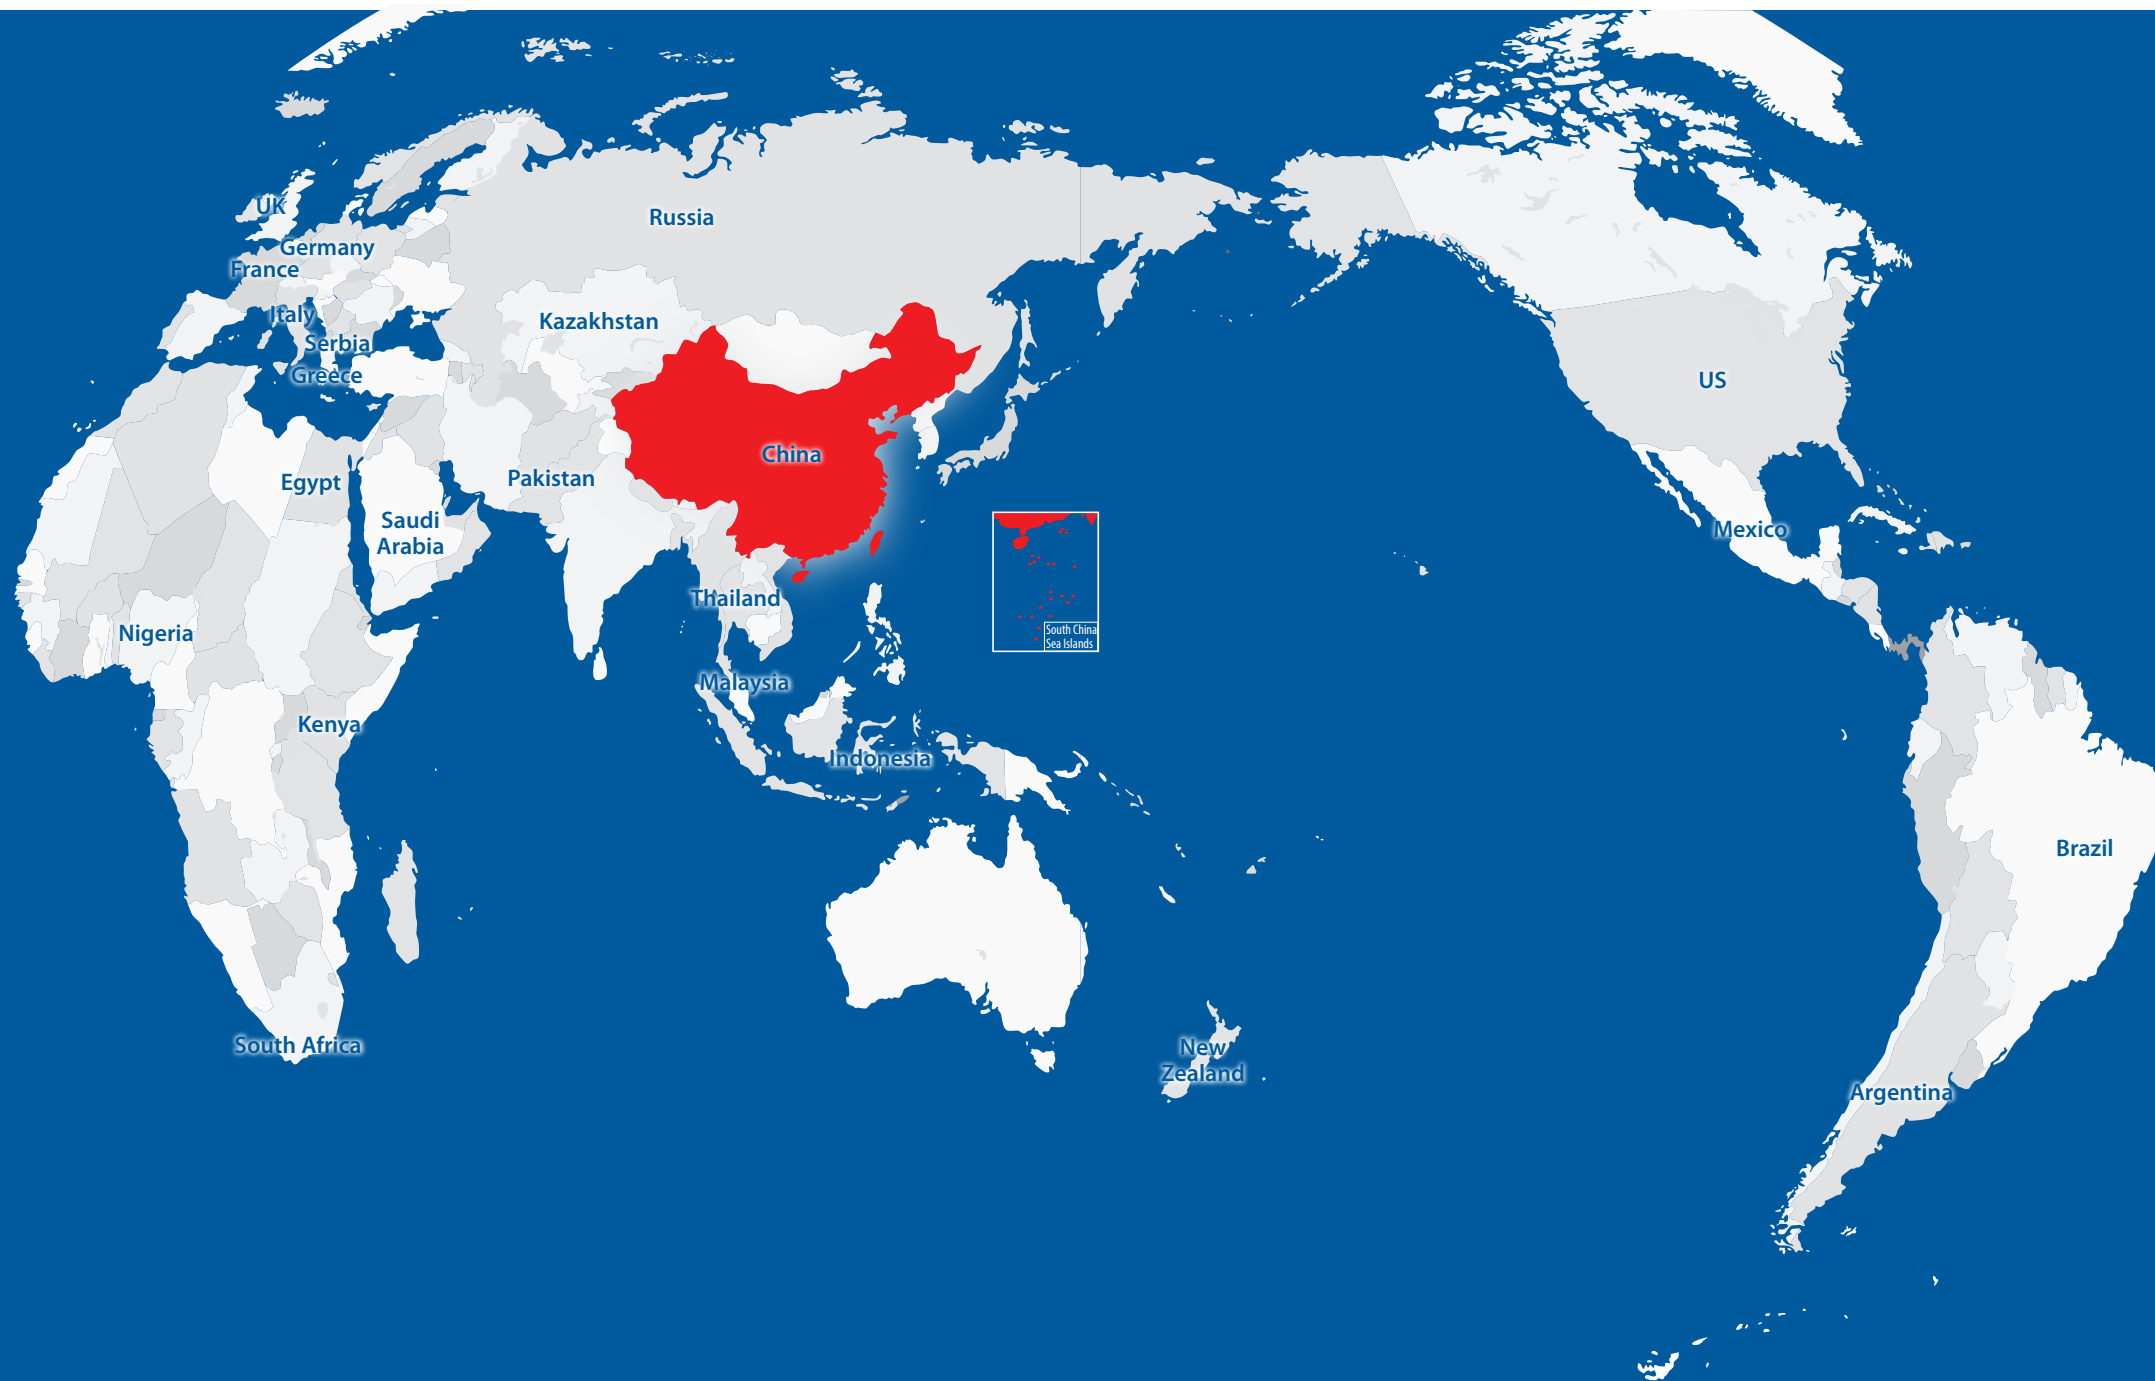 UK
Russia
Germany
France
Italy
Kazakhstan
Serbia
Greece
US
China
Egypt
Pakistan
Saudi
Arabia
Mexico
Thailand
South China
Sea Islands
Nigeria
Malaysia
Kenya
Indonesia
Brazil
South Africa
New
Zealand
Argentina